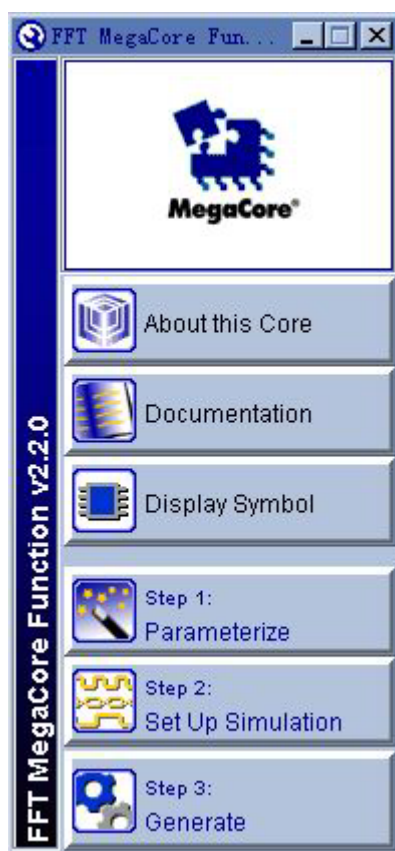 FFT MegaCore Fun...
MegaCore®
About this Core
Documentation
Display Symbol
Step 1:
Parameterize
Step 2:
Set Up Simulation
Step 3:
Generate
FFT MegaCore Function v2.2.0